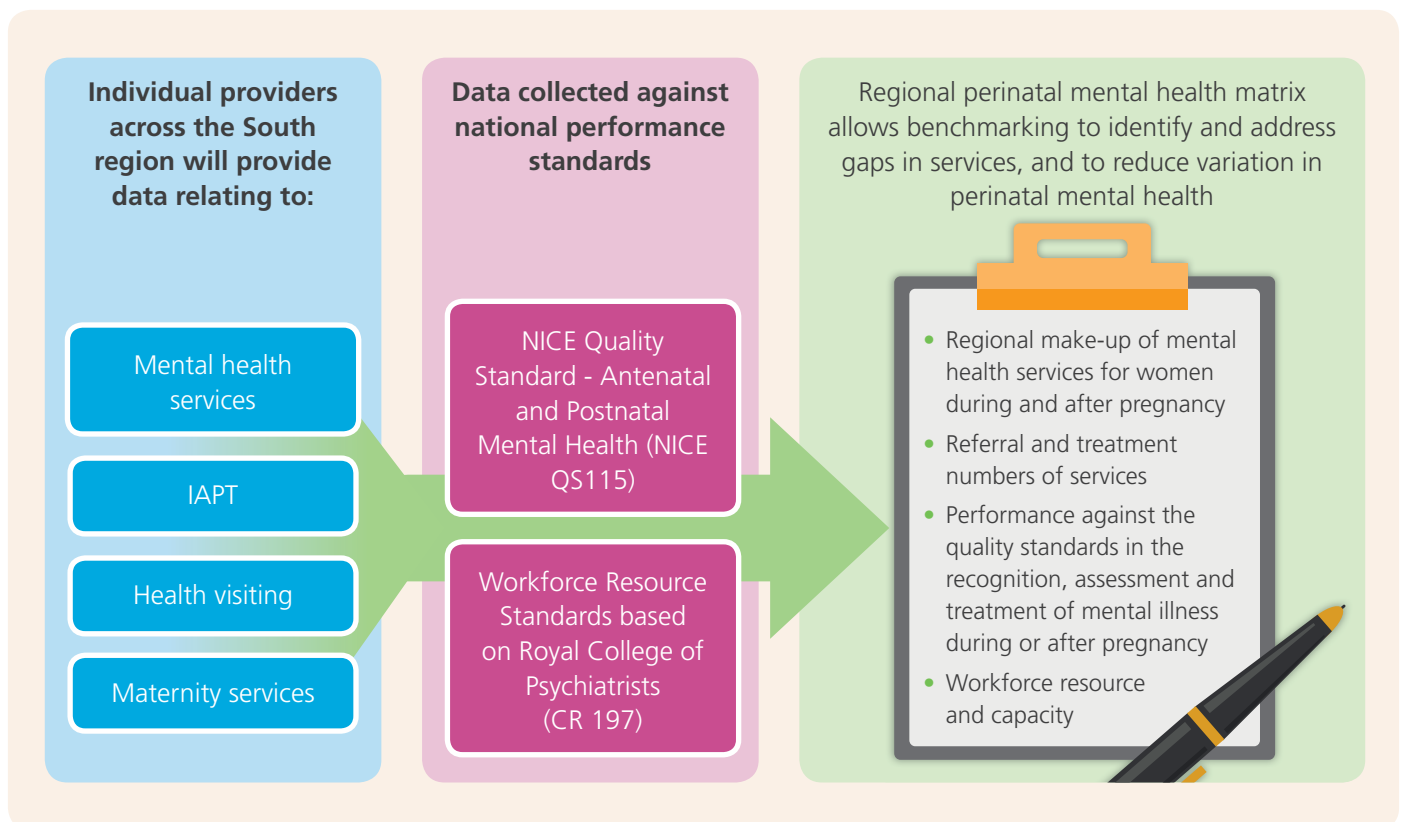 Individual providers
across the South
region will provide
data relating to:
Mental health
services
IAPT
Health visiting
Maternity services
Data collected against
national performance
standards
NICE Quality
Standard - Antenatal
and Postnatal
Mental Health (NICE
QS115)
Workforce Resource
Standards based
on Royal College of
Psychiatrists
(CR 197)
Regional perinatal mental health matrix
allows benchmarking to identify and address
gaps in services, and to reduce variation in
perinatal mental health
• Regional make-up of mental
health services for women
during and after pregnancy
• Referral and treatment
numbers of services
• Performance against the
quality standards in the
recognition, assessment and
treatment of mental illness
during or after pregnancy
• Workforce resource
and capacity